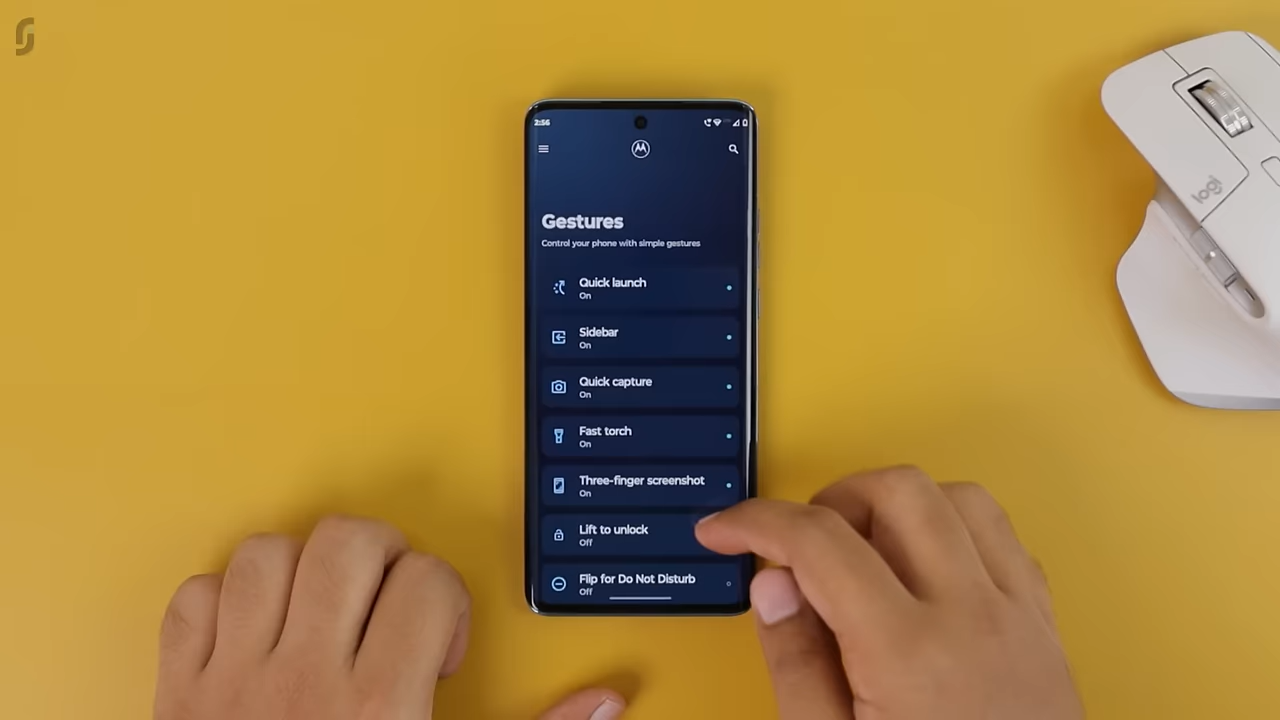 2:56
Gestures
Control your phone with simple gestures
Quick launch
On
Sidebar
On
Quick capture
On
Fast torch
On
Three-finger screenshot
On
Lift to unlock
Off
Flip for Do Not Disturb
Off
logi